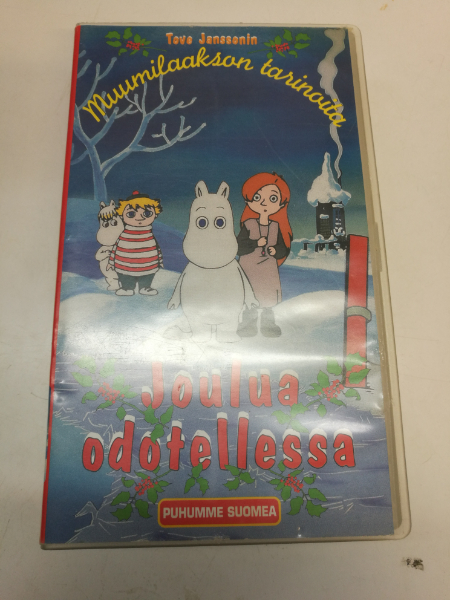 Tove Janssonin
Muumilaakson tarinoita
Joulua
odotellessa
PUHUMME SUOMEA